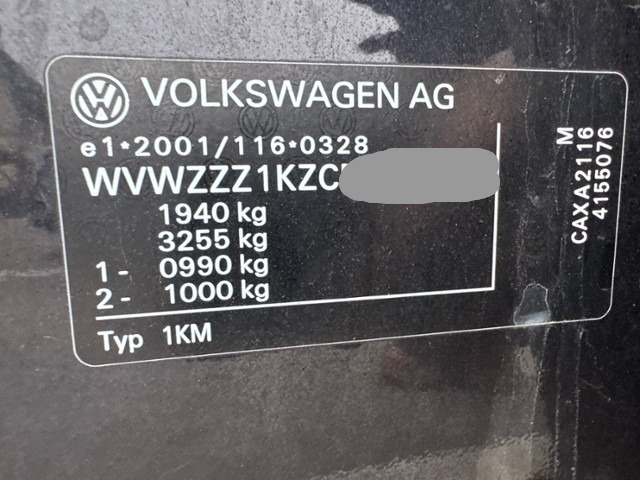 VOLKSWAGEN AG
e1*2001/116*0328
WVWZZZ1KZC
1940 kg
3255 kg
1- 0990 kg
2- 1000 kg
Typ 1KM
M
CAXA2116
4155076